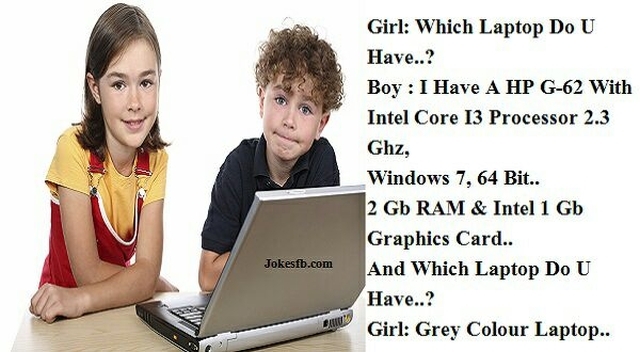 Girl: Which Laptop Do U
Have..?
Boy : I Have A HP G-62 With
Intel Core I3 Processor 2.3
Ghz,
Windows 7, 64 Bit..
2 Gb RAM & Intel 1 Gb
Graphics Card..
And Which Laptop Do U
Have..?
Girl: Grey Colour Laptop..
Jokesfb.com